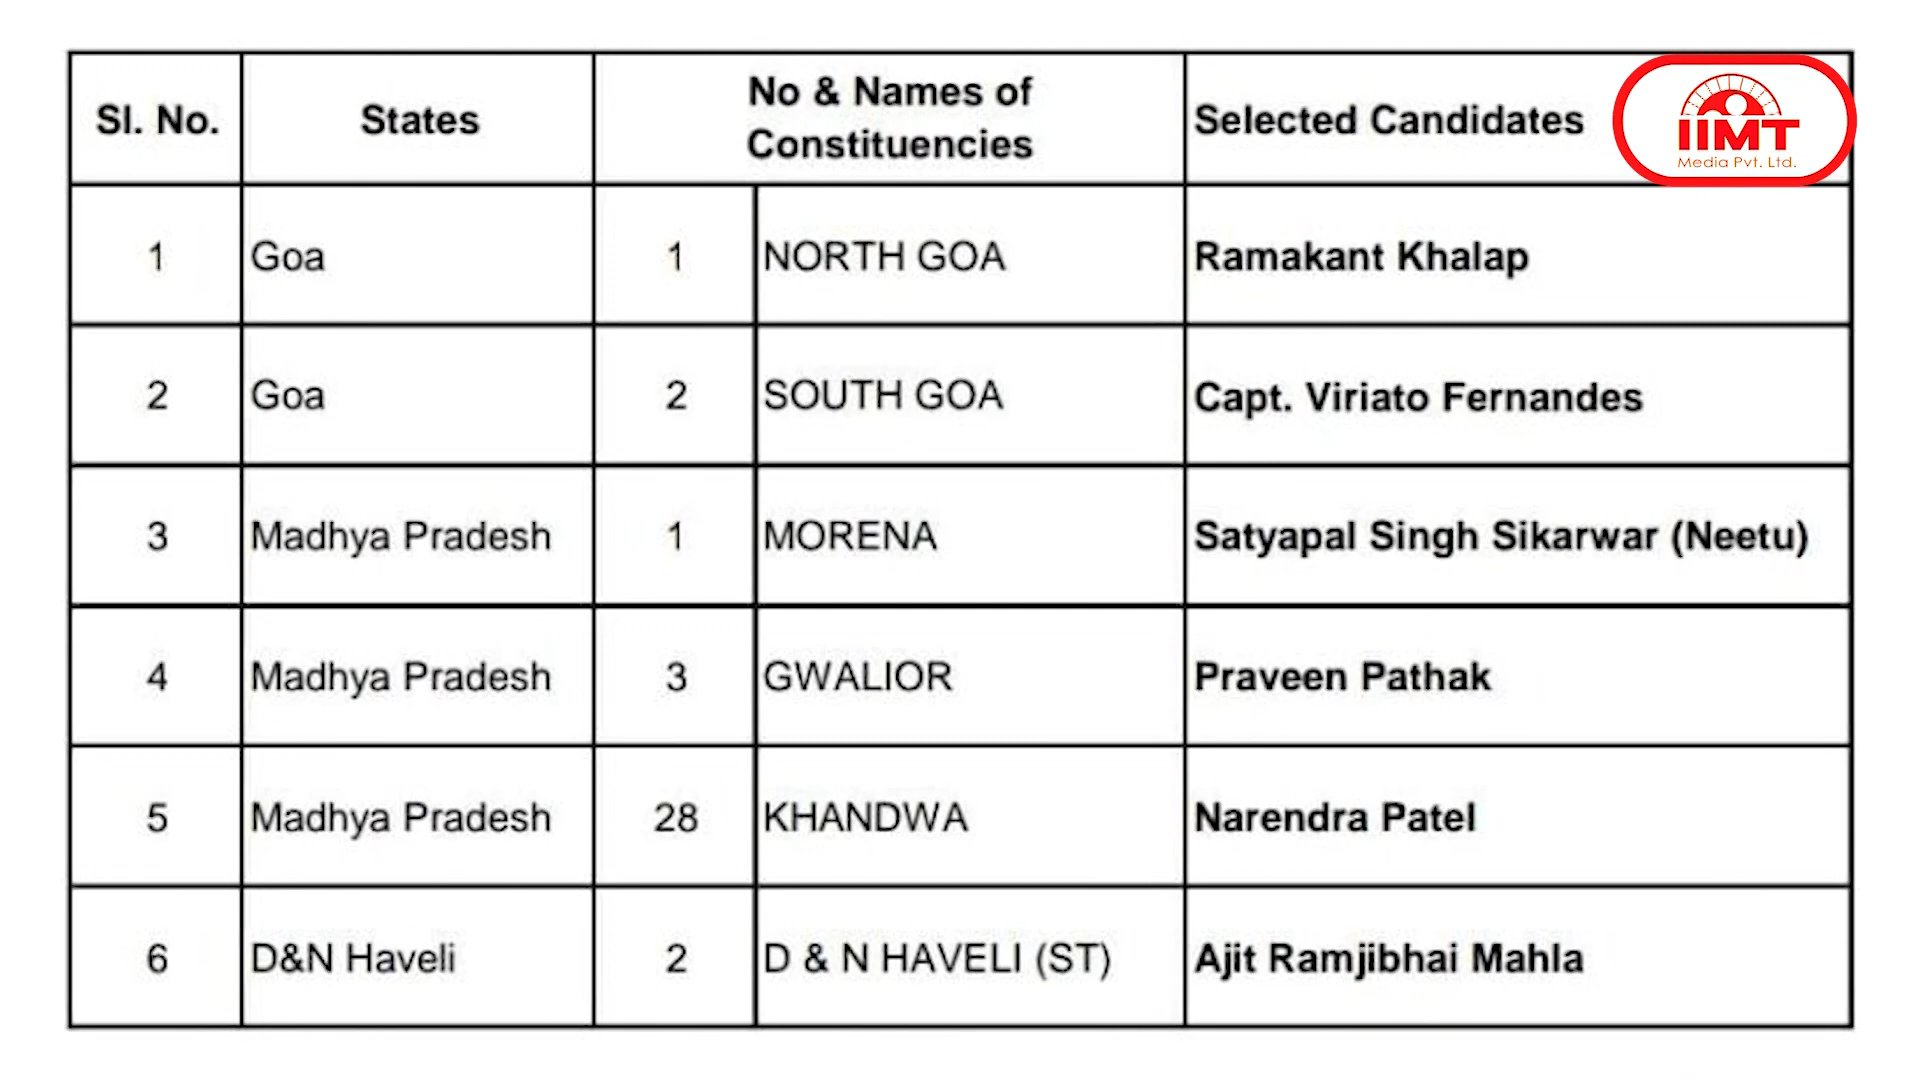 Sl. No. States No & Names of Constituencies Selected Candidates
IIMT
Media Pvt. Ltd.
1 Goa 1 NORTH GOA Ramakant Khalap
2 Goa 2 SOUTH GOA Capt. Viriato Fernandes
3 Madhya Pradesh 1 MORENA Satyapal Singh Sikarwar (Neetu)
4 Madhya Pradesh 3 GWALIOR Praveen Pathak
5 Madhya Pradesh 28 KHANDWA Narendra Patel
6 D&N Haveli 2 D & N HAVELI (ST) Ajit Ramjibhai Mahla